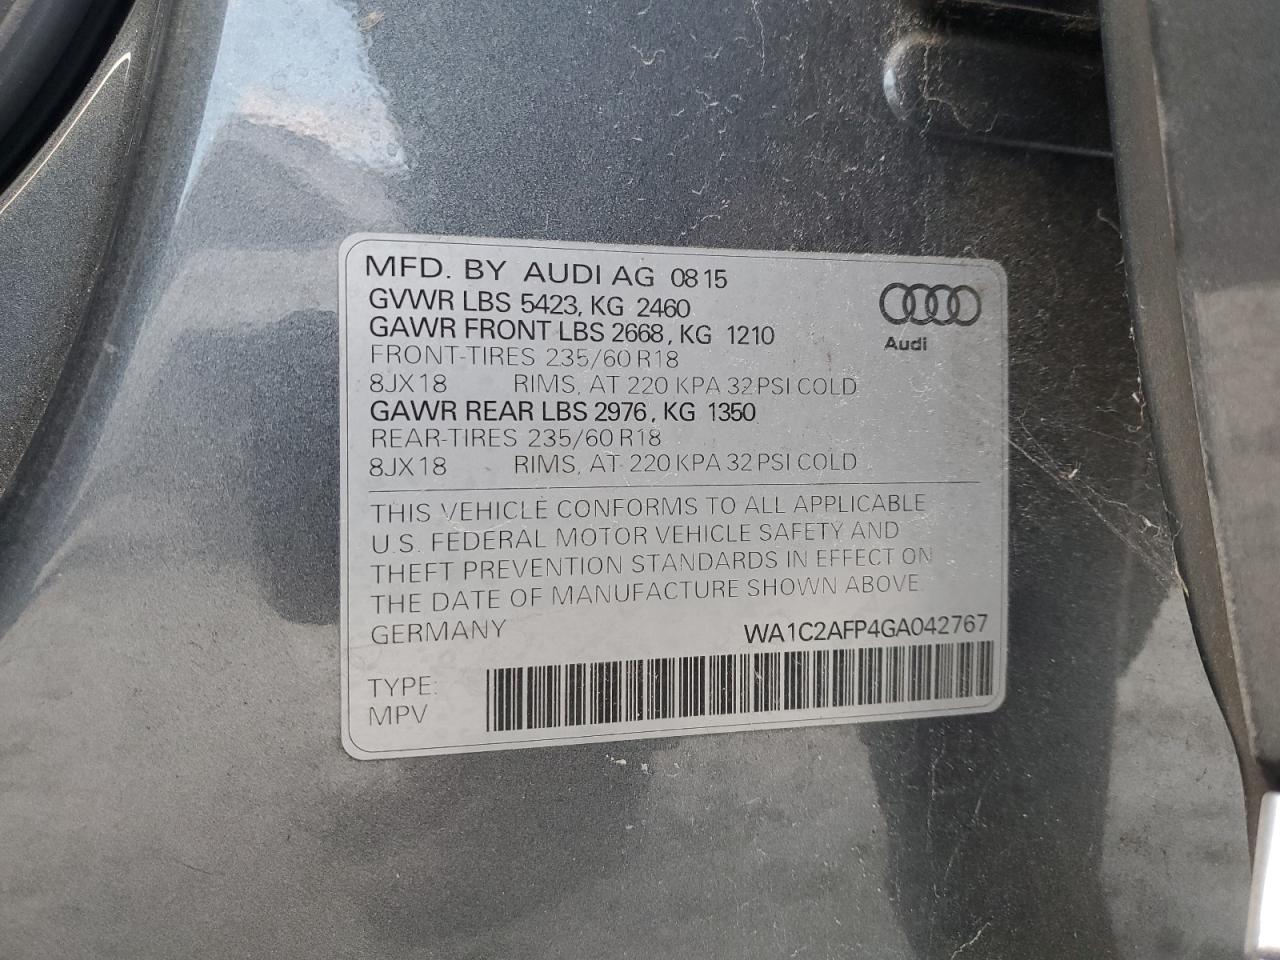 MFD. BY AUDI AG 08 15
GVWR LBS 5423, KG 2460
GAWR FRONT LBS 2668, KG 1210
FRONT-TIRES 235/60 R18
8JX18 RIMS, AT 220 KPA 32 PSI COLD
GAWR REAR LBS 2976, KG 1350
REAR-TIRES 235/60 R18
8JX18 RIMS, AT 220 KPA 32 PSI COLD
Audi
THIS VEHICLE CONFORMS TO ALL APPLICABLE
U.S. FEDERAL MOTOR VEHICLE SAFETY AND
THEFT PREVENTION STANDARDS IN EFFECT ON
THE DATE OF MANUFACTURE SHOWN ABOVE.
GERMANY WA1C2AFP4GA042767
TYPE:
MPV